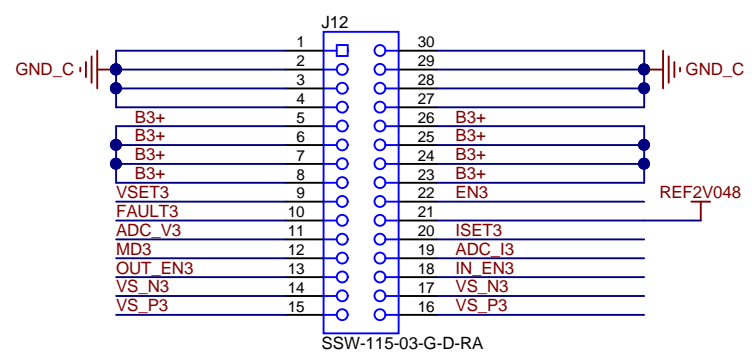 J12
1 30
2 29
GND_C GND_C
3 28
4 27
B3+ 5 26 B3+
B3+ 6 25 B3+
B3+ 7 24 B3+
B3+ 8 23 B3+
VSET3 9 22 EN3 REF2V048
FAULT3 10 21
ADC_V3 11 20 ISET3
MD3 12 19 ADC_I3
OUT_EN3 13 18 IN_EN3
VS_N3 14 17 VS_N3
VS_P3 15 16 VS_P3
SSW-115-03-G-D-RA